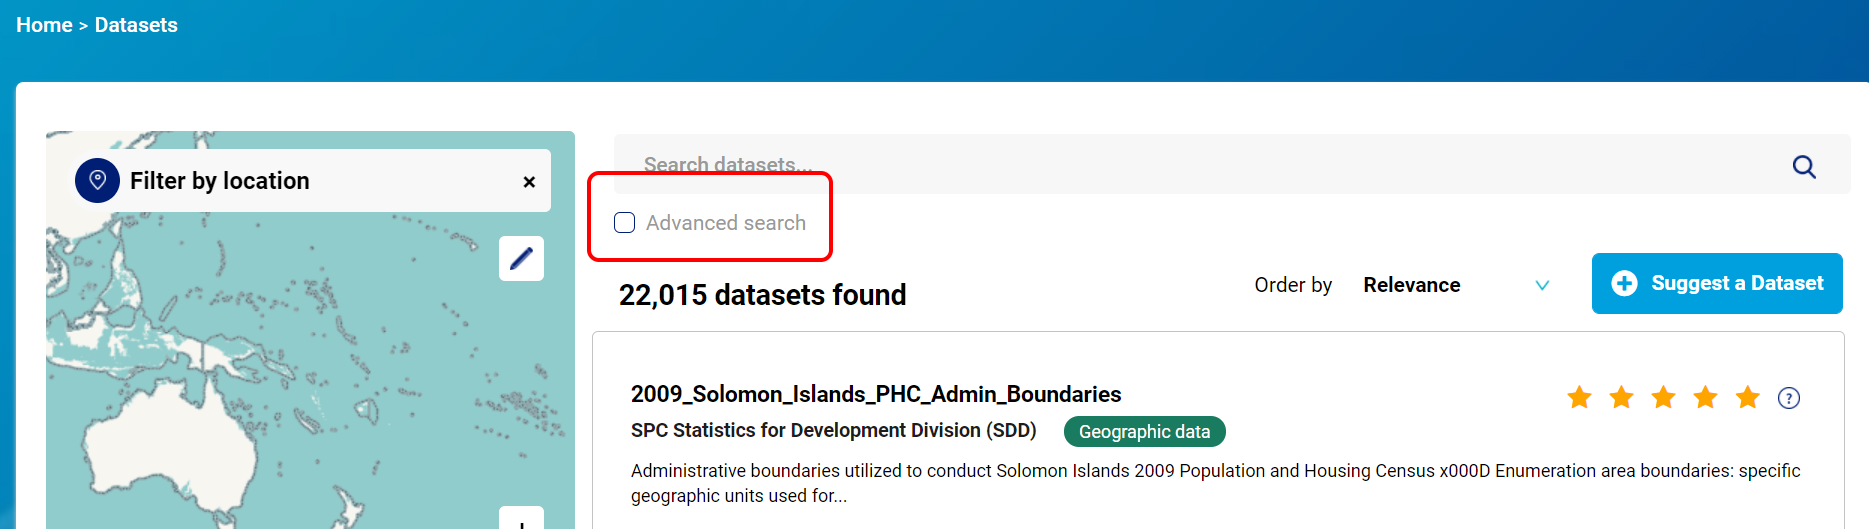 Home > Datasets
Filter by location ×
Search datasets...
Advanced search
22,015 datasets found
Order by Relevance
Suggest a Dataset
2009_Solomon_Islands_PHC_Admin_Boundaries
SPC Statistics for Development Division (SDD) Geographic data
Administrative boundaries utilized to conduct Solomon Islands 2009 Population and Housing Census x000D Enumeration area boundaries: specific
geographic units used for...